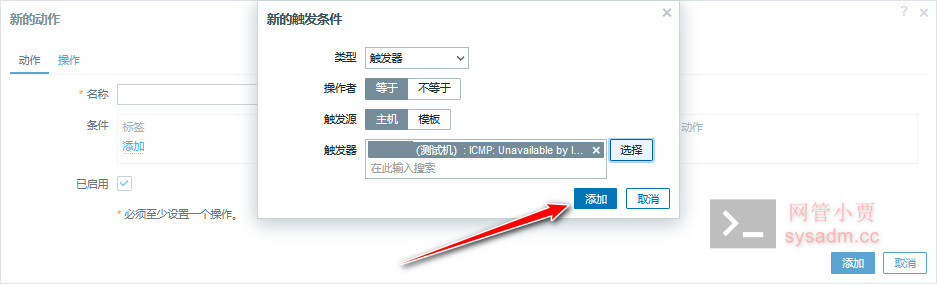 新的动作
? ×
动作 操作
* 名称
条件 标签
添加
动作
已启用
* 必须至少设置一个操作。
添加 取消
新的触发条件 ×
类型 触发器
操作者 等于 不等于
触发源 主机 模板
触发器 (测试机) : ICMP: Unavailable by I... × 选择
在此输入搜索
添加 取消
网管小贾
sysadm.cc